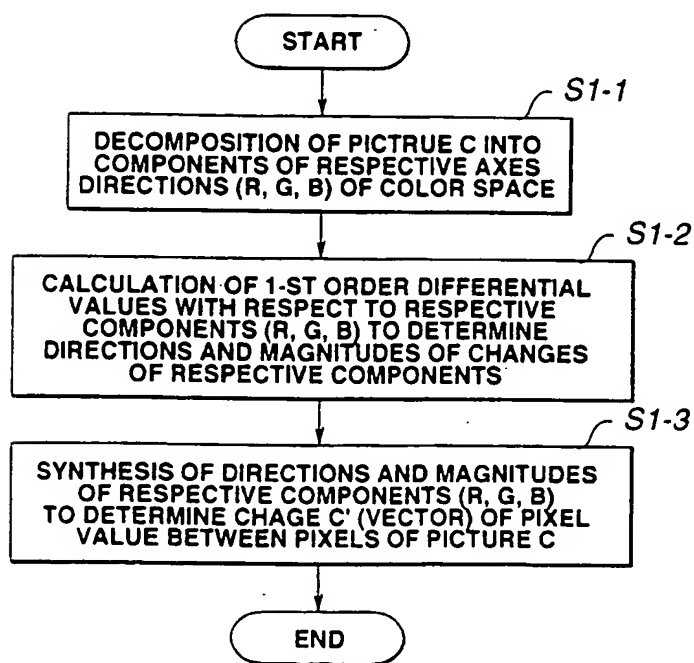 START
S1-1
DECOMPOSITION OF PICTRUE C INTO
COMPONENTS OF RESPECTIVE AXES
DIRECTIONS (R, G, B) OF COLOR SPACE
S1-2
CALCULATION OF 1-ST ORDER DIFFERENTIAL
VALUES WITH RESPECT TO RESPECTIVE
COMPONENTS (R, G, B) TO DETERMINE
DIRECTIONS AND MAGNITUDES OF CHANGES
OF RESPECTIVE COMPONENTS
S1-3
SYNTHESIS OF DIRECTIONS AND MAGNITUDES
OF RESPECTIVE COMPONENTS (R, G, B)
TO DETERMINE CHAGE C' (VECTOR) OF PIXEL
VALUE BETWEEN PIXELS OF PICTURE C
END